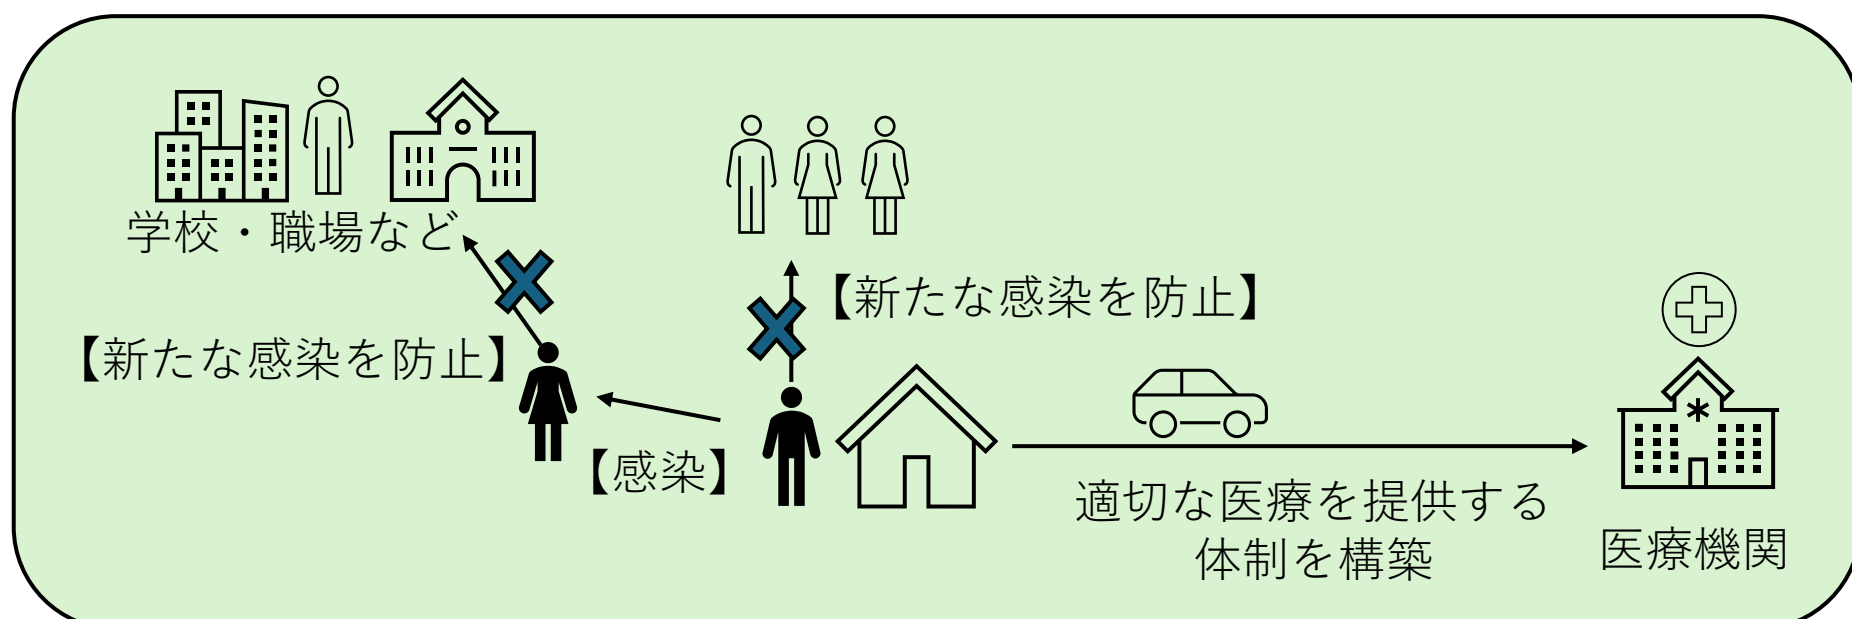 学校・職場など
【新たな感染を防止】
【新たな感染を防止】
【感染】
適切な医療を提供する
体制を構築
医療機関